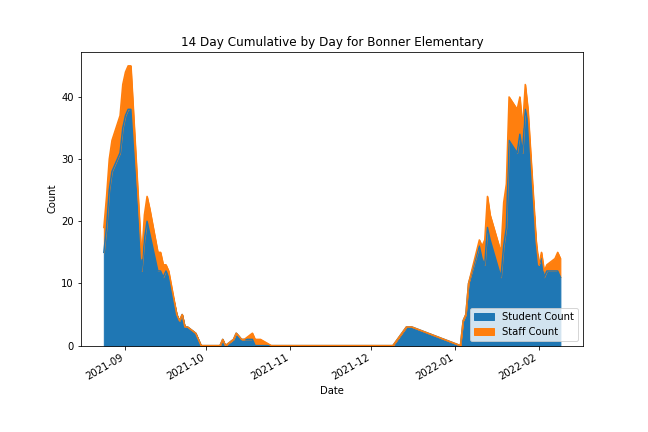 14 Day Cumulative by Day for Bonner Elementary
Count
40
30
20
10
0
2021-09
2021-10
2021-11
2021-12
2022-01
2022-02
Date
Student Count
Staff Count